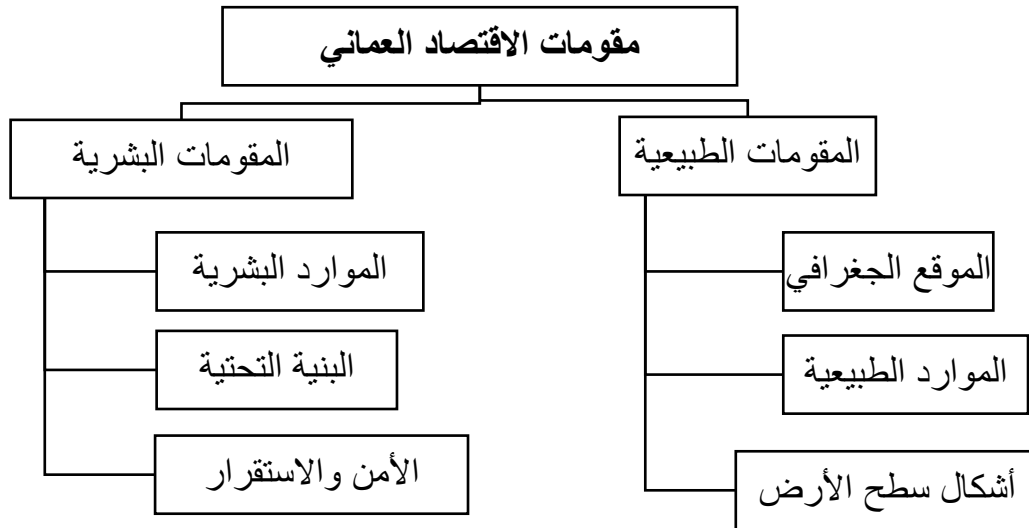 مقومات الاقتصاد العماني
المقومات الطبيعية
الموقع الجغرافي
الموارد الطبيعية
أشكال سطح الأرض
المقومات البشرية
الموارد البشرية
البنية التحتية
الأمن والاستقرار